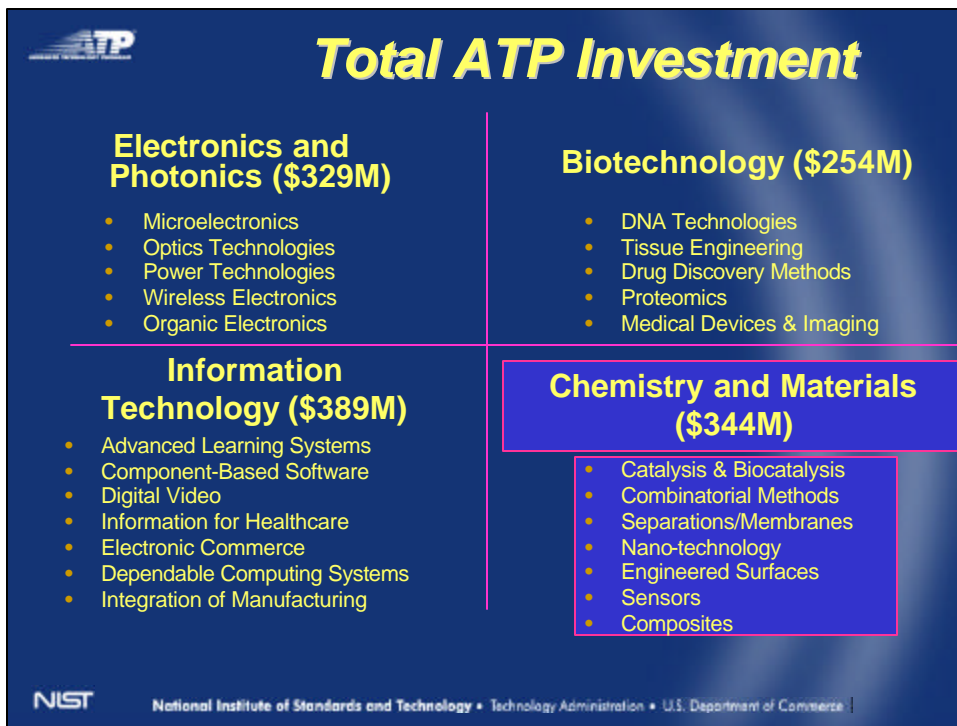 ATP
ADVANCED TECHNOLOGY PROGRAM
Total ATP Investment
Electronics and
Photonics ($329M)
• Microelectronics
• Optics Technologies
• Power Technologies
• Wireless Electronics
• Organic Electronics
Biotechnology ($254M)
• DNA Technologies
• Tissue Engineering
• Drug Discovery Methods
• Proteomics
• Medical Devices & Imaging
Information
Technology ($389M)
• Advanced Learning Systems
• Component-Based Software
• Digital Video
• Information for Healthcare
• Electronic Commerce
• Dependable Computing Systems
• Integration of Manufacturing
Chemistry and Materials
($344M)
• Catalysis & Biocatalysis
• Combinatorial Methods
• Separations/Membranes
• Nano-technology
• Engineered Surfaces
• Sensors
• Composites
NIST
National Institute of Standards and Technology • Technology Administration • U.S. Department of Commerce